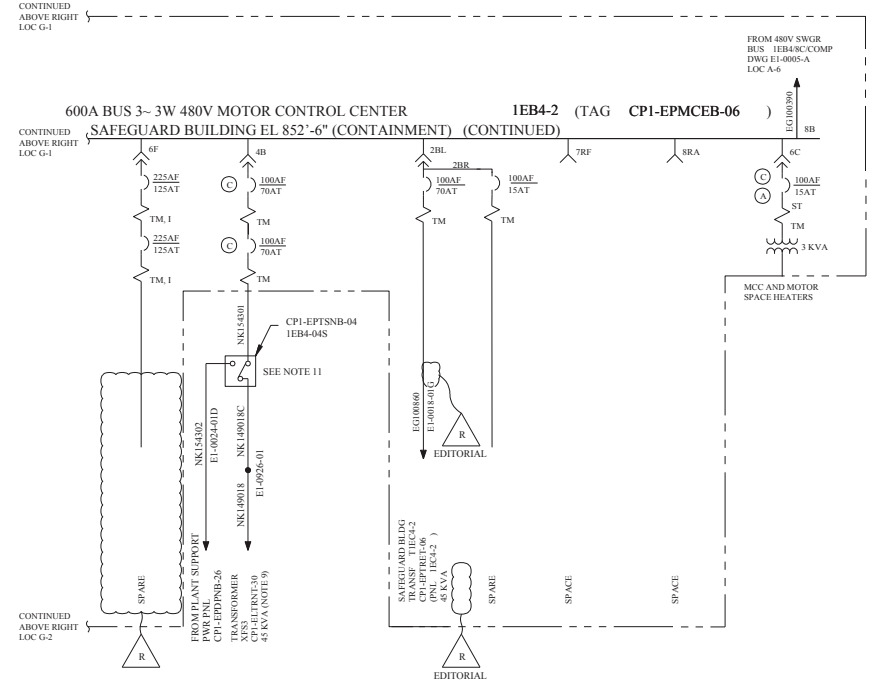 CONTINUED
ABOVE RIGHT
LOC G-1
FROM 480V SWGR
BUS 1EB4/8C/COMP
DWG E1-0005-A
LOC A-6
EG100390
8B
600A BUS 3~ 3W 480V MOTOR CONTROL CENTER 1EB4-2 (TAG CP1-EPMCEB-06 )
SAFEGUARD BUILDING EL 852'-6" (CONTAINMENT) (CONTINUED)
CONTINUED
ABOVE RIGHT
LOC G-1
6F
225AF
125AT
TM, I
225AF
125AT
TM, I
4B
C
100AF
70AT
TM
C
100AF
70AT
TM
2BL
2BR
100AF
70AT
TM
100AF
15AT
TM
7RF
8RA
6C
C
A
100AF
15AT
ST
TM
3 KVA
MCC AND MOTOR
SPACE HEATERS
NK154301
CP1-EPTSNB-04
1EB4-04S
SEE NOTE 11
NK154302
E1-0024-01D
NK149018C
E1-0926-01
NK149018
EG100860
E1-0018-01G
R
EDITORIAL
SPARE
FROM PLANT SUPPORT
PWR PNL
CP1-EPDPNB-26
TRANSFORMER
XFS3
CP1-ELTRNT-30
45 KVA (NOTE 9)
SAFEGUARD BLDG
TRANSF T1EC4-2
CP1-EPTRET-06
(PNL 1EC4-2 )
45 KVA
SPARE
SPACE
SPACE
CONTINUED
ABOVE RIGHT
LOC G-2
R
R
EDITORIAL